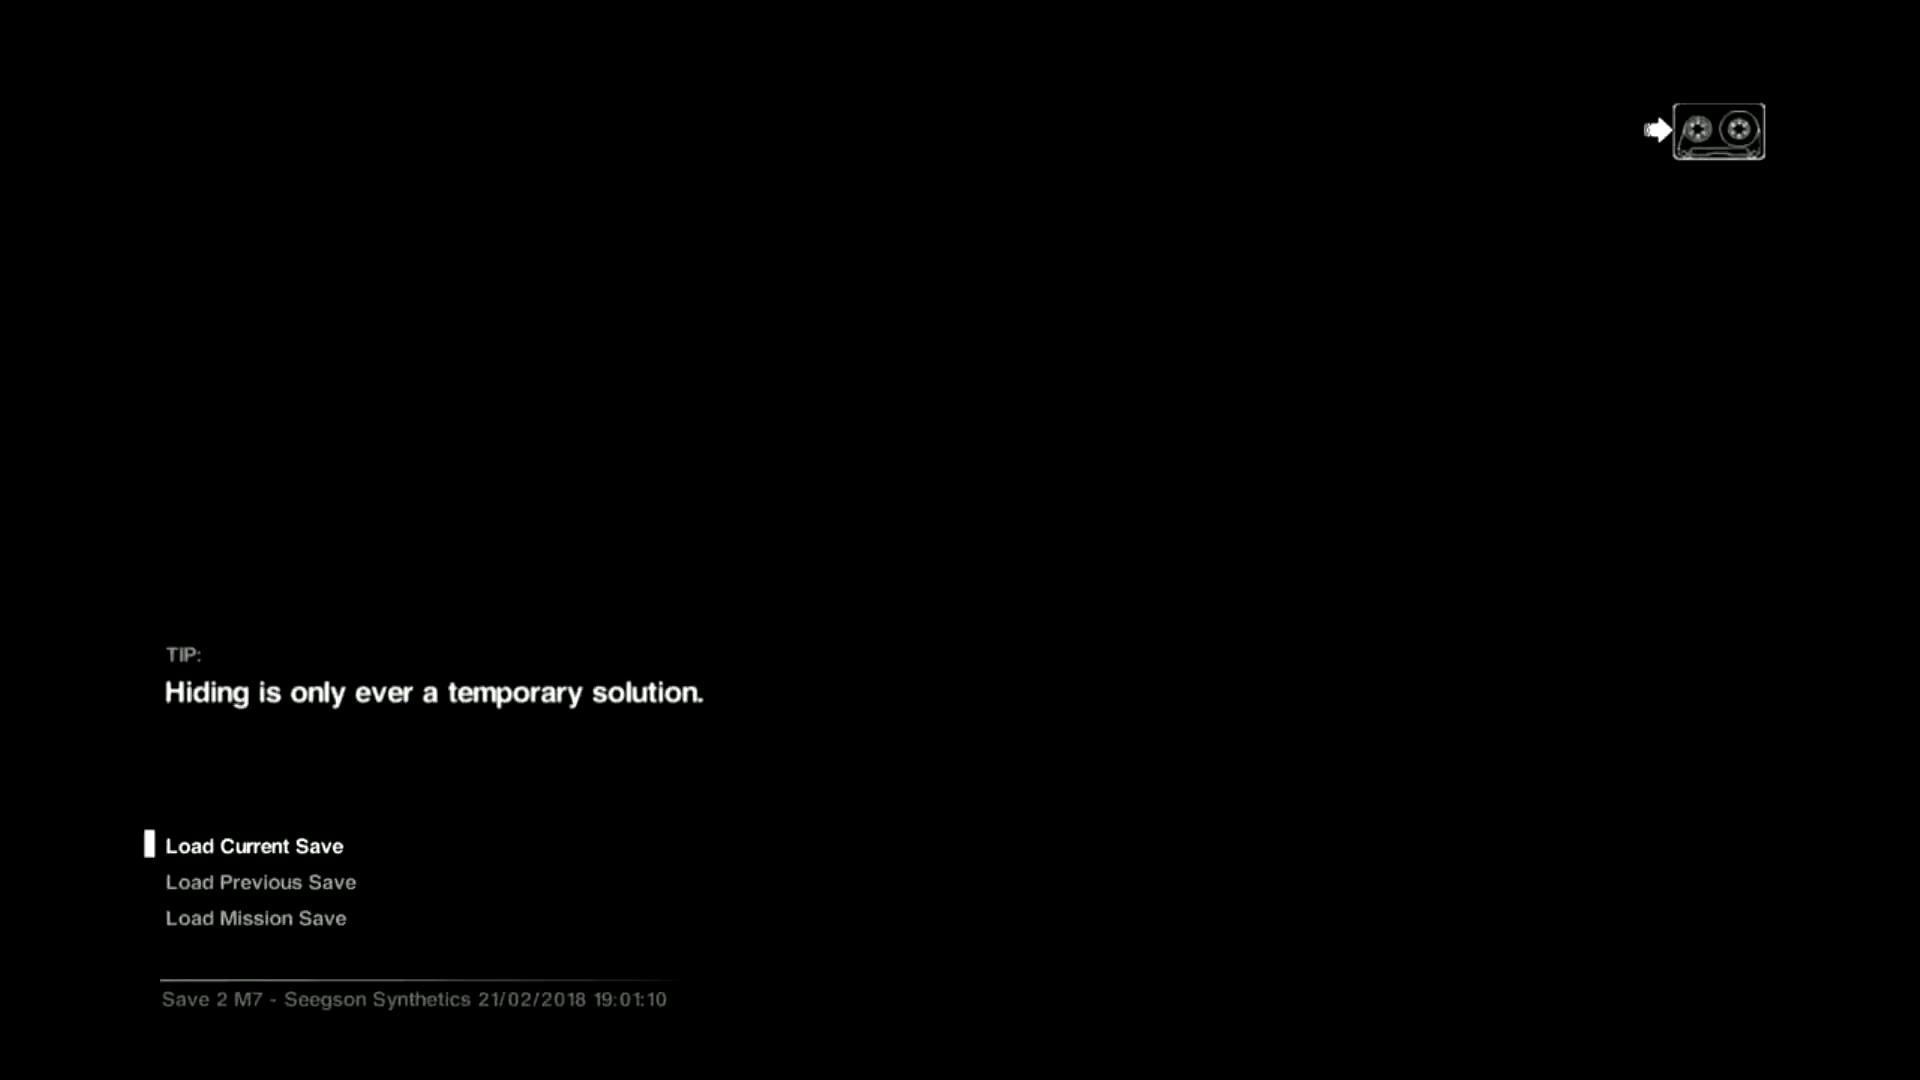 TIP:
Hiding is only ever a temporary solution.
Load Current Save
Load Previous Save
Load Mission Save
Save 2 M7 - Seegson Synthetics 21/02/2018 19:01:10